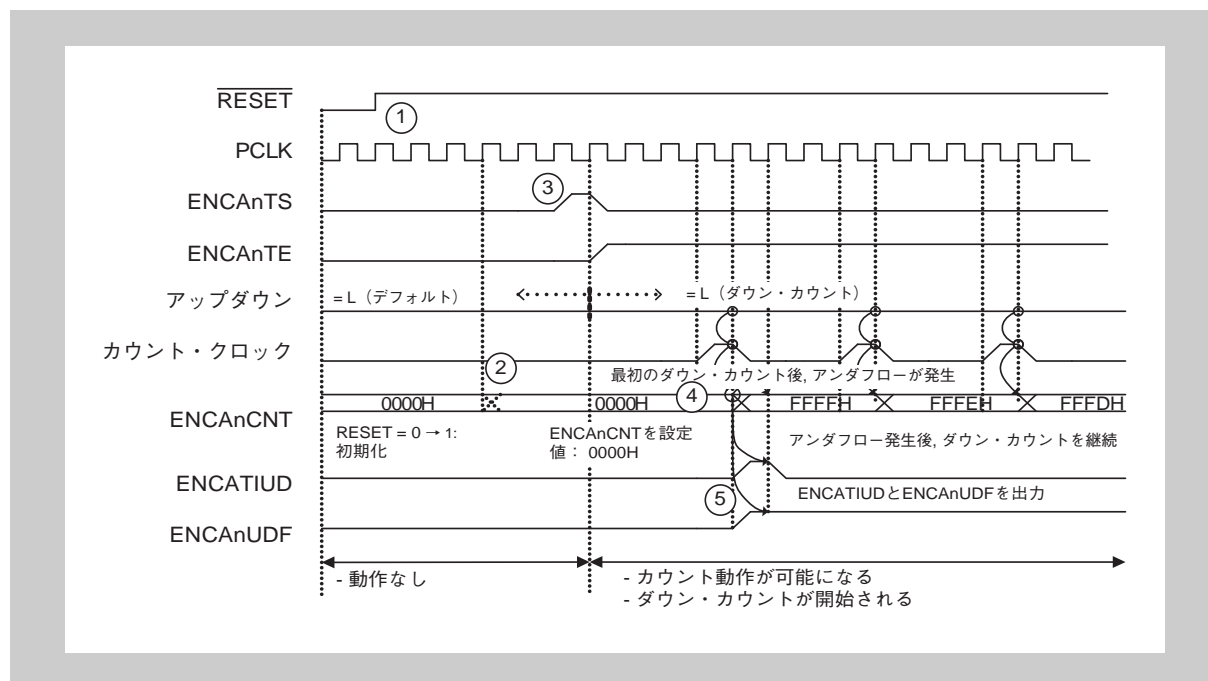 RESET
①
PCLK
③
ENCAnTS
ENCAnTE
アップダウン
= L（デフォルト）
= L（ダウン・カウント）
カウント・クロック
②
最初のダウン・カウント後, アンダフローが発生
④
ENCAnCNT
0000H
0000H
FFFFH
FFFEH
FFFDH
RESET = 0 → 1:
初期化
ENCAnCNTを設定
値： 0000H
アンダフロー発生後, ダウン・カウントを継続
ENCATIUD
⑤
ENCATIUDとENCAnUDFを出力
ENCAnUDF
- 動作なし
- カウント動作が可能になる
- ダウン・カウントが開始される